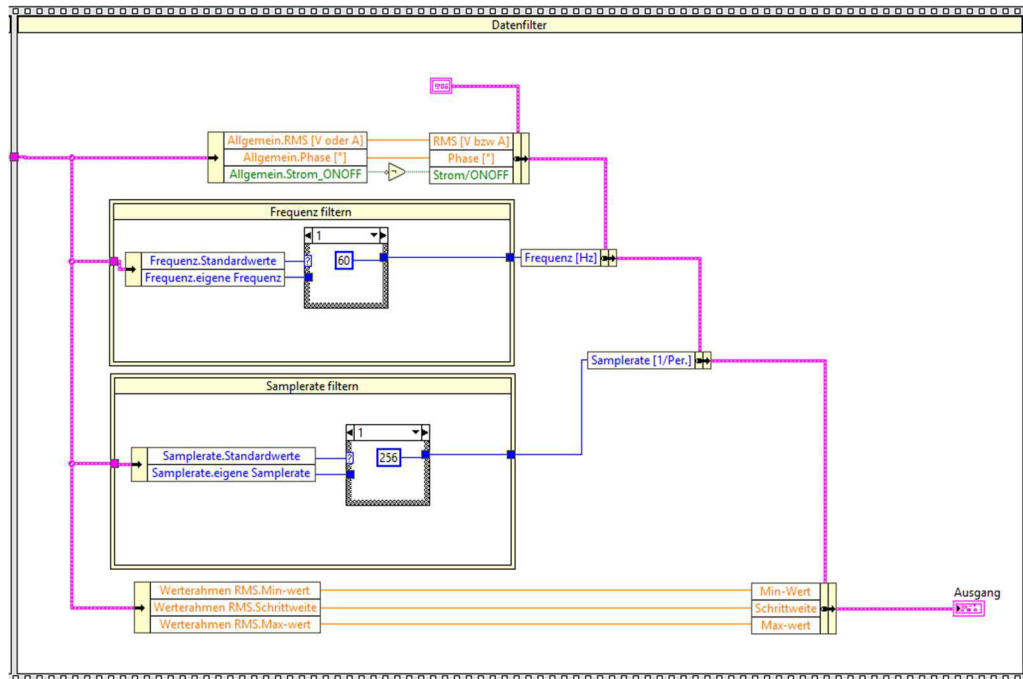 Datenfilter
Allgemein.RMS [V oder A]
RMS [V bzw A]
Allgemein.Phase [°]
Phase [°]
Allgemein.Strom_ONOFF
Strom/ONOFF
Frequenz filtern
1
60
Frequenz.Standardwerte
?
Frequenz.eigene Frequenz
Frequenz [Hz]
Samplerate [1/Per.]
Samplerate filtern
1
256
Samplerate.Standardwerte
?
Samplerate.eigene Samplerate
Werterahmen RMS.Min-wert
Min-Wert
Werterahmen RMS.Schrittweite
Schrittweite
Werterahmen RMS.Max-wert
Max-wert
Ausgang